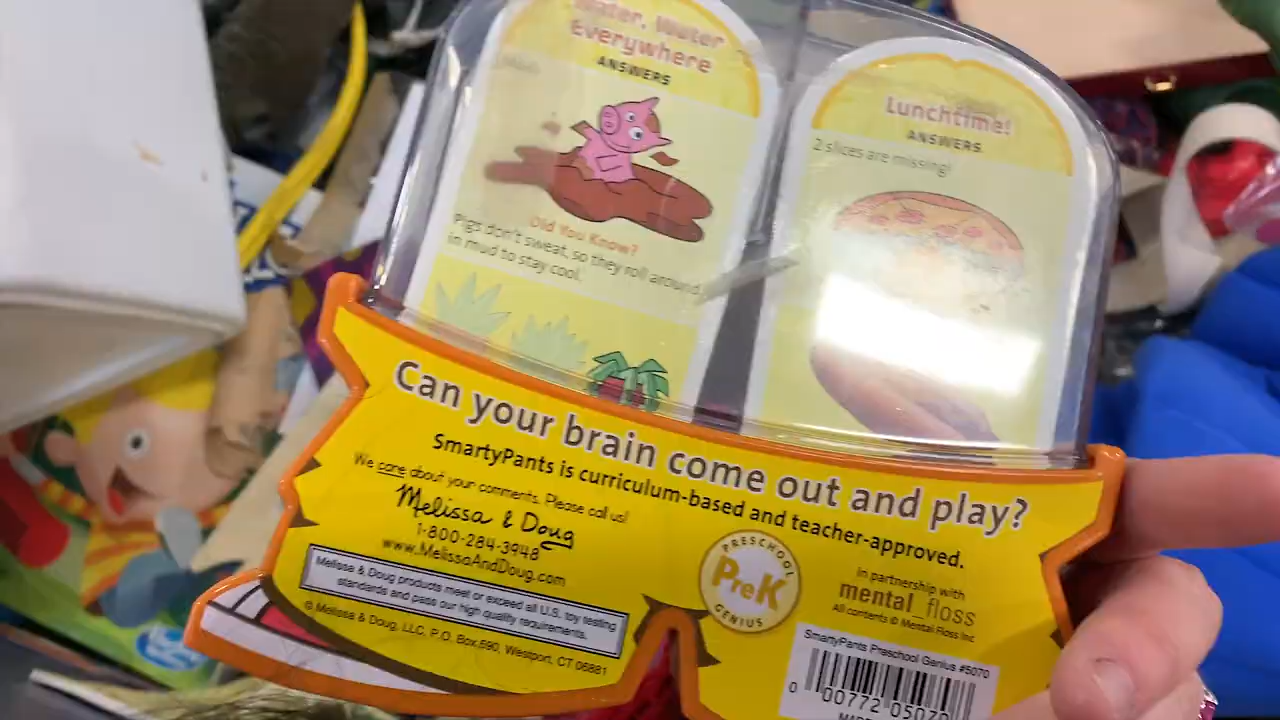 Water, Water
Everywhere
ANSWERS
Did You Know?
Pigs don't sweat, so they roll around
in mud to stay cool.
Lunchtime!
ANSWERS
2 slices are missing!
Can your brain come out and play?
SmartyPants is curriculum-based and teacher-approved.
We care about your comments. Please call us!
Melissa & Doug
1-800-284-3948
www.MelissaAndDoug.com
Melissa & Doug products meet or exceed all U.S. toy testing
standards and pass our high quality requirements.
© Melissa & Doug, LLC, P.O. Box 590, Westport, CT 06881
PRESCHOOL
PreK
GENIUS
In partnership with
mental_floss
All contents © Mental Floss Inc
SmartyPants Preschool Genius #5070
0 00772 05070